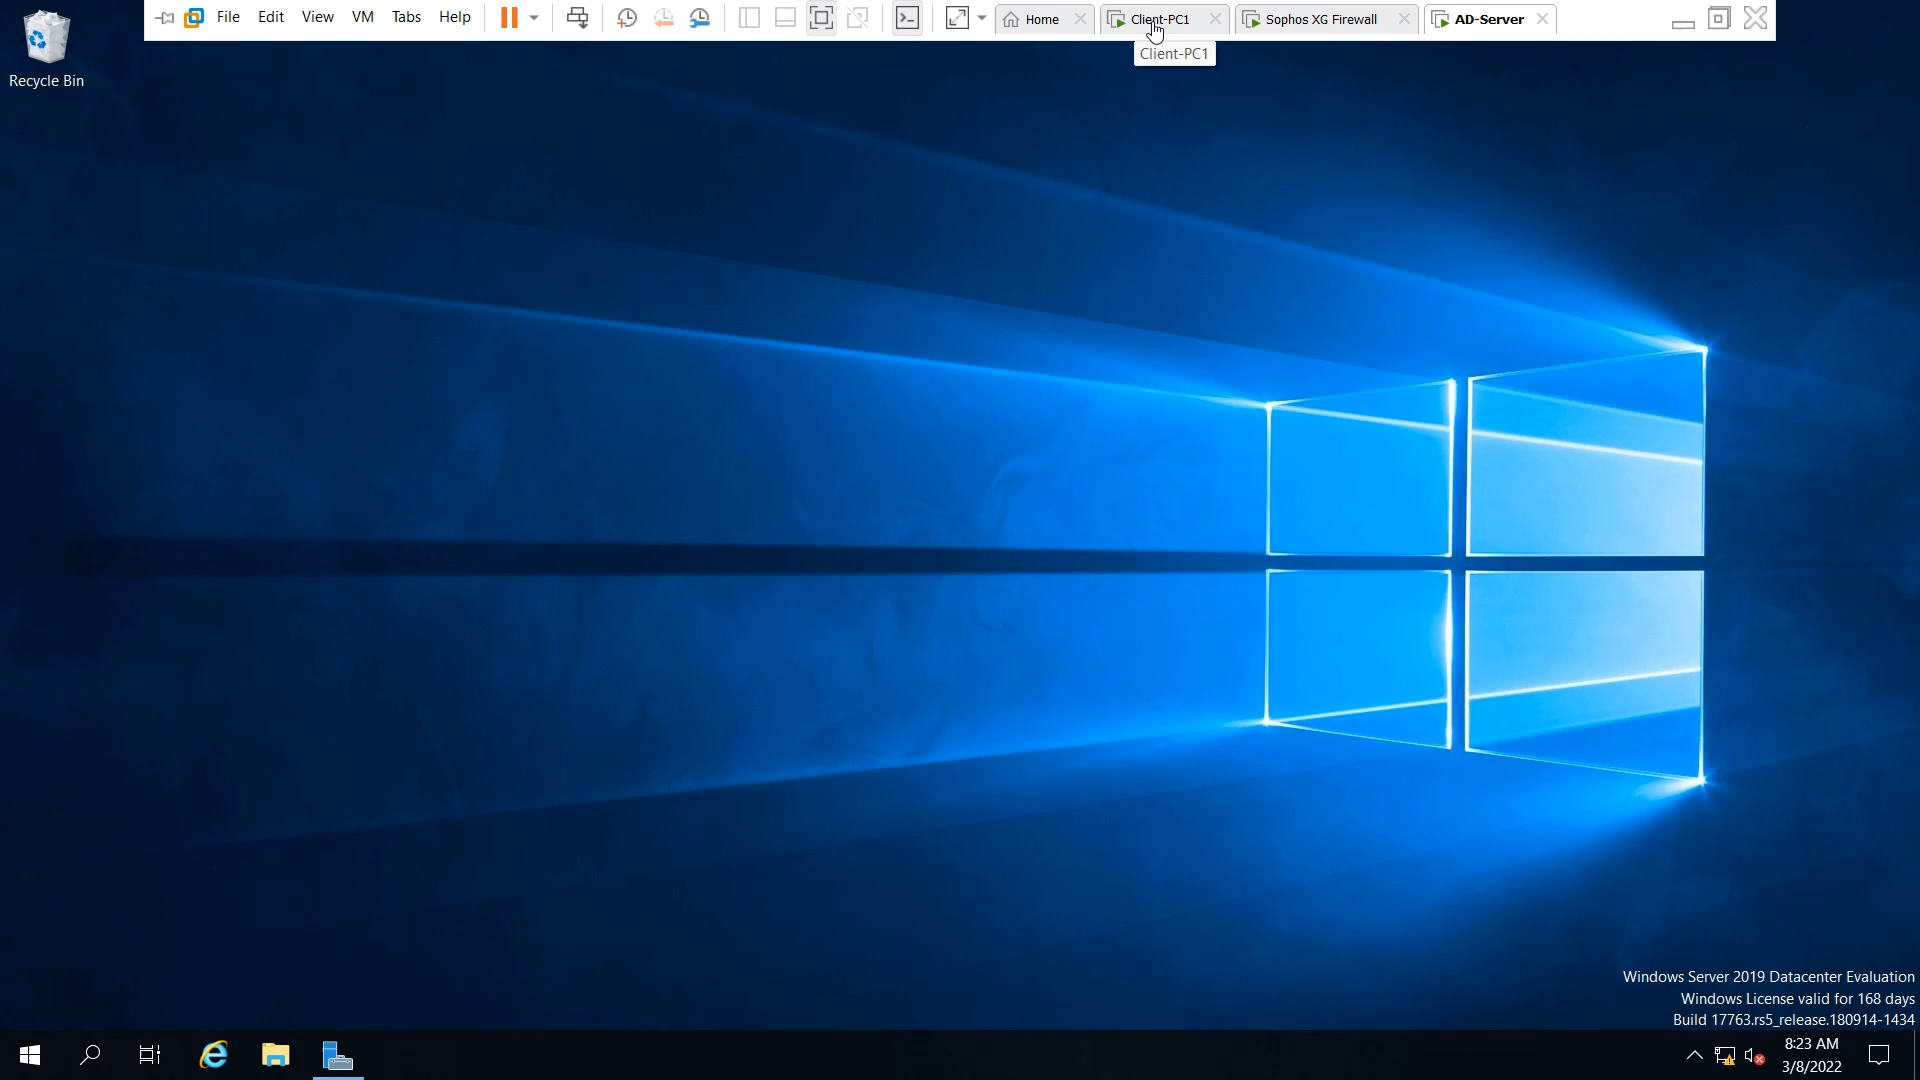 File Edit View VM Tabs Help Home Client-PC1 Sophos XG Firewall AD-Server
Client-PC1
Recycle Bin
Windows Server 2019 Datacenter Evaluation
Windows License valid for 168 days
Build 17763.rs5_release.180914-1434
8:23 AM
3/8/2022